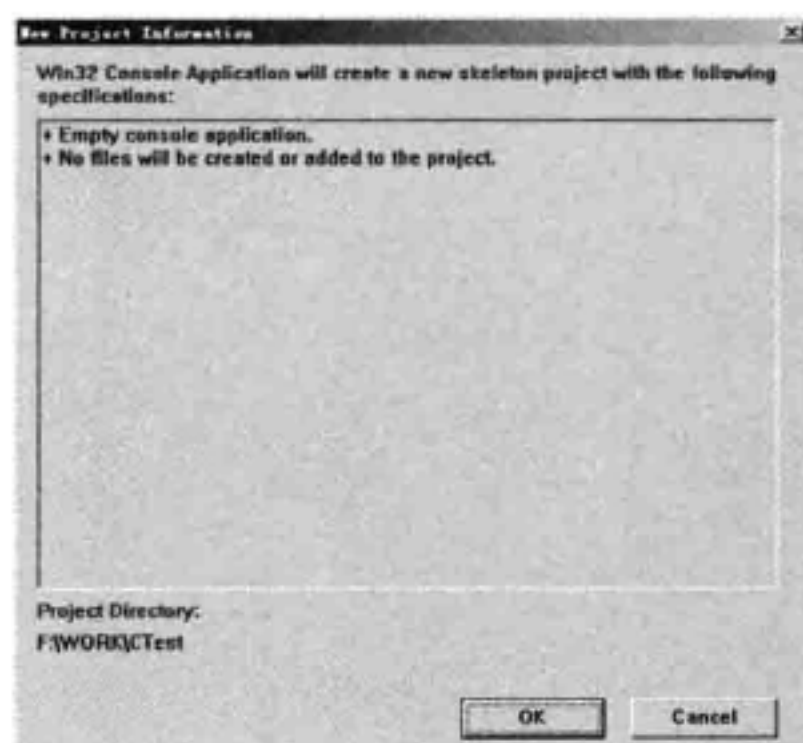 New Project Information
Win32 Console Application will create a new skeleton project with the following
specifications:
+ Empty console application.
+ No files will be created or added to the project.
Project Directory:
F:\WORK\CTest
OK
Cancel